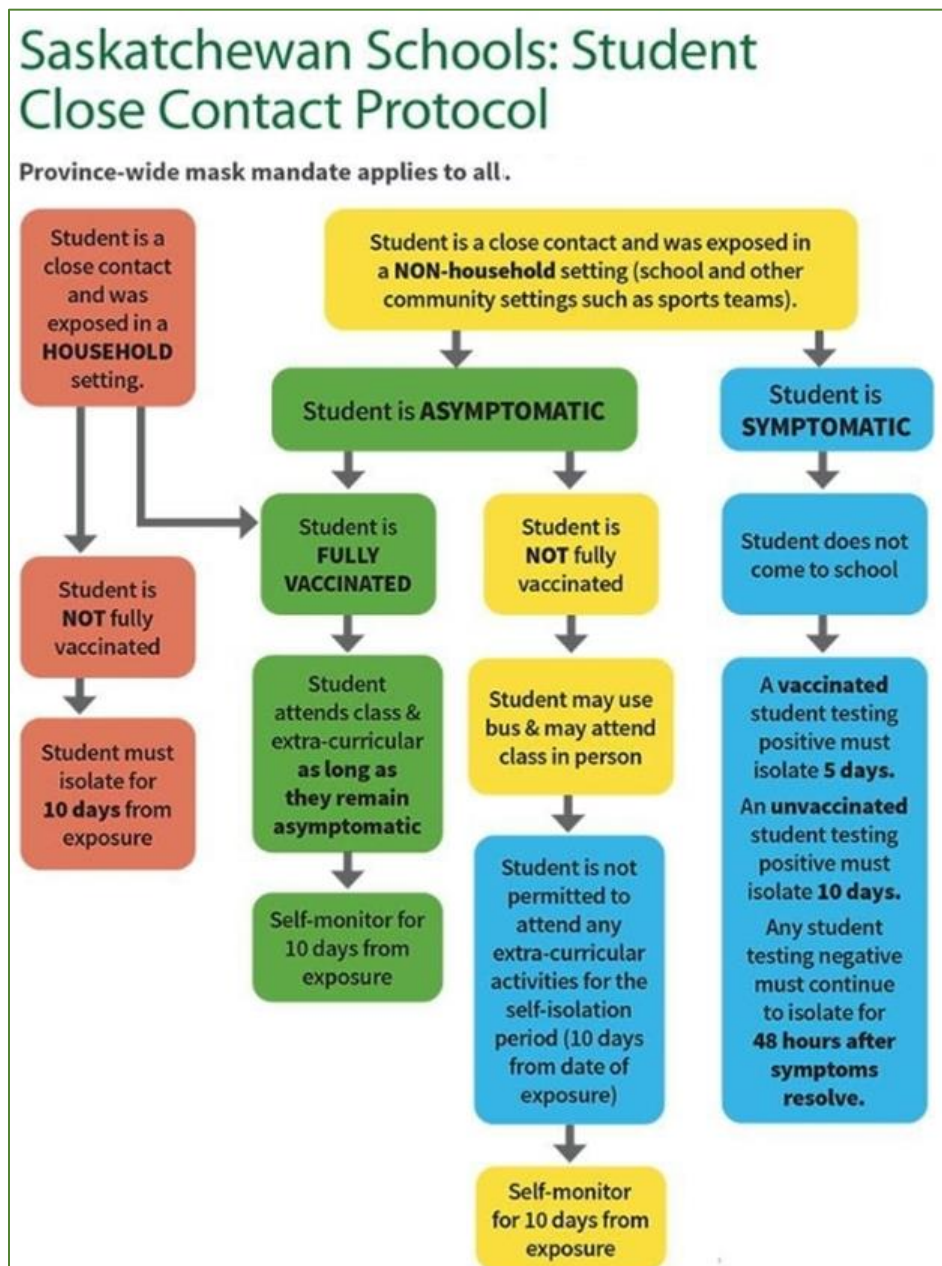 Saskatchewan Schools: Student
Close Contact Protocol
Province-wide mask mandate applies to all.
Student is a
close contact
and was
exposed in a
HOUSEHOLD
setting.
Student is
NOT fully
vaccinated
Student must
isolate for
10 days from
exposure
Student is a close contact and was exposed in
a NON-household setting (school and other
community settings such as sports teams).
Student is ASYMPTOMATIC
Student is
FULLY
VACCINATED
Student
attends class &
extra-curricular
as long as
they remain
asymptomatic
Self-monitor for
10 days from
exposure
Student is
NOT fully
vaccinated
Student may use
bus & may attend
class in person
Student is not
permitted to
attend any
extra-curricular
activities for the
self-isolation
period (10 days
from date of
exposure)
Self-monitor
for 10 days from
exposure
Student is
SYMPTOMATIC
Student does not
come to school
A vaccinated
student testing
positive must
isolate 5 days.
An unvaccinated
student testing
positive must
isolate 10 days.
Any student
testing negative
must continue
to isolate for
48 hours after
symptoms
resolve.